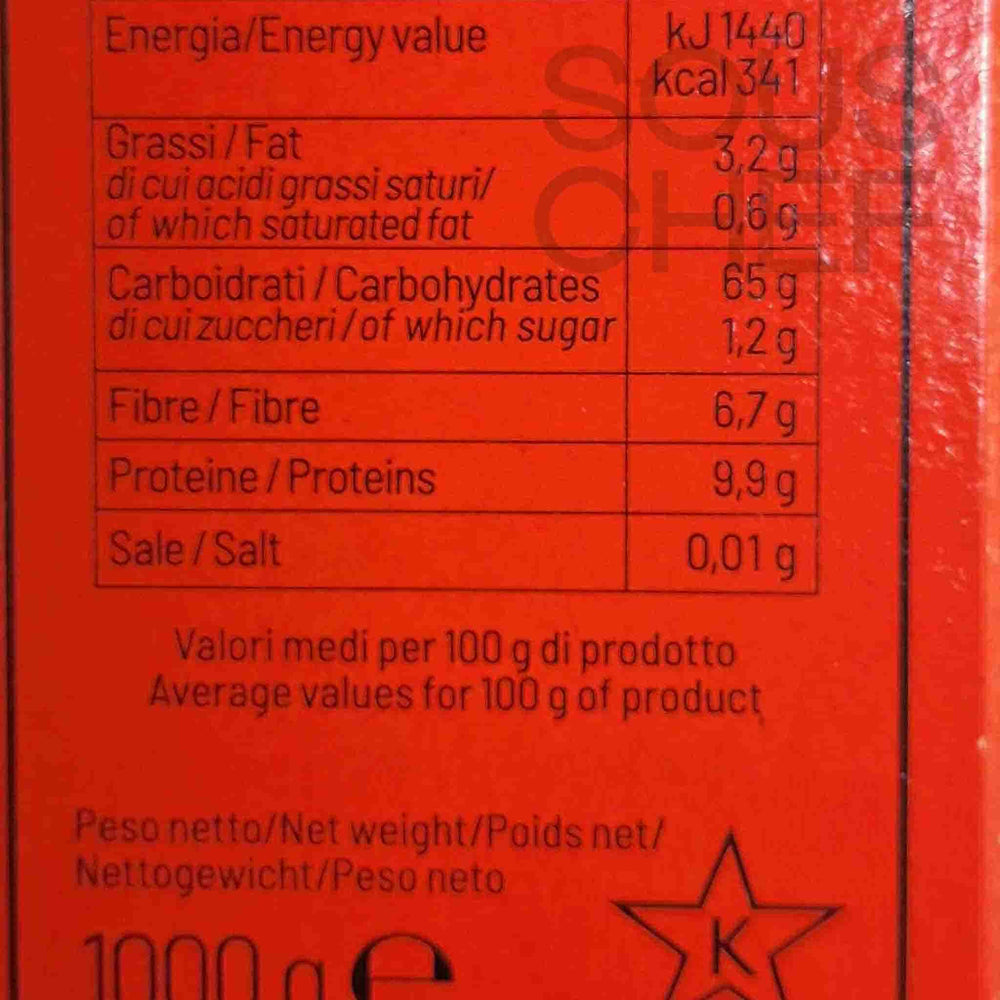 Energia/Energy value
kJ 1440
kcal 341
Grassi / Fat
3,2 g
di cui acidi grassi saturi/
of which saturated fat
0,6 g
Carboidrati / Carbohydrates
65 g
di cui zuccheri / of which sugar
1,2 g
Fibre / Fibre
6,7 g
Proteine / Proteins
9,9 g
Sale / Salt
0,01 g
Valori medi per 100 g di prodotto
Average values for 100 g of product
Peso netto/Net weight/Poids net/
Nettogewicht/Peso neto
1000 g e
K
SOUS
CHEF